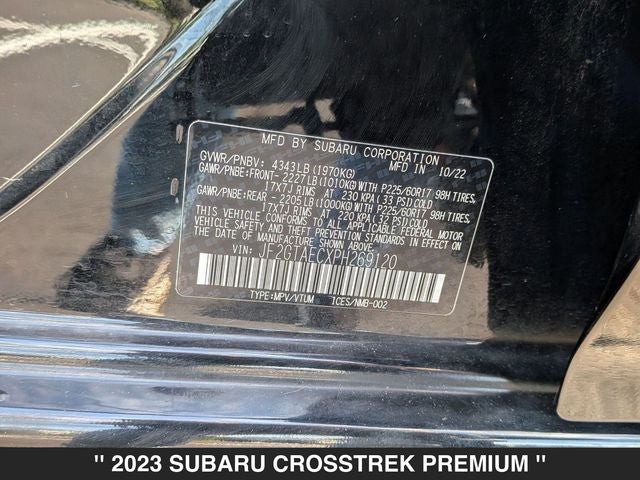 MFD BY SUBARU CORPORATION
GVWR/PNBV: 4343LB (1970KG) MFD IN 10/22
GAWR/PNBE:FRONT- 2227LB(1010KG)WITH P225/60R17 98H TIRES,
17X7J RIMS AT 230 KPA(33 PSI)COLD
GAWR/PNBE:REAR - 2205LB(1000KG)WITH P225/60R17 98H TIRES,
17X7J RIMS AT 220 KPA(32 PSI)COLD
THIS VEHICLE CONFORMS TO ALL APPLICABLE FEDERAL MOTOR
VEHICLE SAFETY AND THEFT PREVENTION STANDARDS IN EFFECT ON
THE DATE OF MANUFACTURE SHOWN ABOVE.
VIN: JF2GTAECXPH269120
TYPE:MPV/VTUM 1CES/NMB-002
" 2023 SUBARU CROSSTREK PREMIUM "